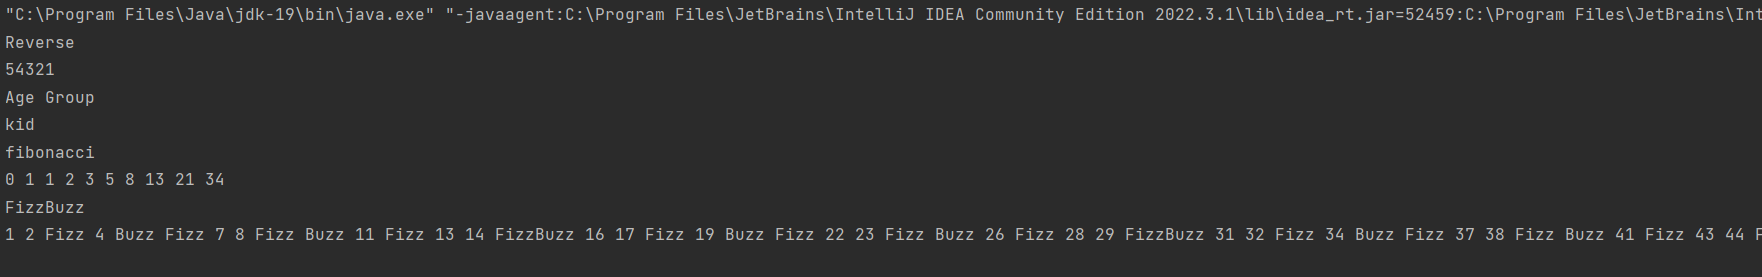 "C:\Program Files\Java\jdk-19\bin\java.exe" "-javaagent:C:\Program Files\JetBrains\IntelliJ IDEA Community Edition 2022.3.1\lib\idea_rt.jar=52459:C:\Program Files\JetBrains\Int
Reverse
54321
Age Group
kid
fibonacci
0 1 1 2 3 5 8 13 21 34
FizzBuzz
1 2 Fizz 4 Buzz Fizz 7 8 Fizz Buzz 11 Fizz 13 14 FizzBuzz 16 17 Fizz 19 Buzz Fizz 22 23 Fizz Buzz 26 Fizz 28 29 FizzBuzz 31 32 Fizz 34 Buzz Fizz 37 38 Fizz Buzz 41 Fizz 43 44 F